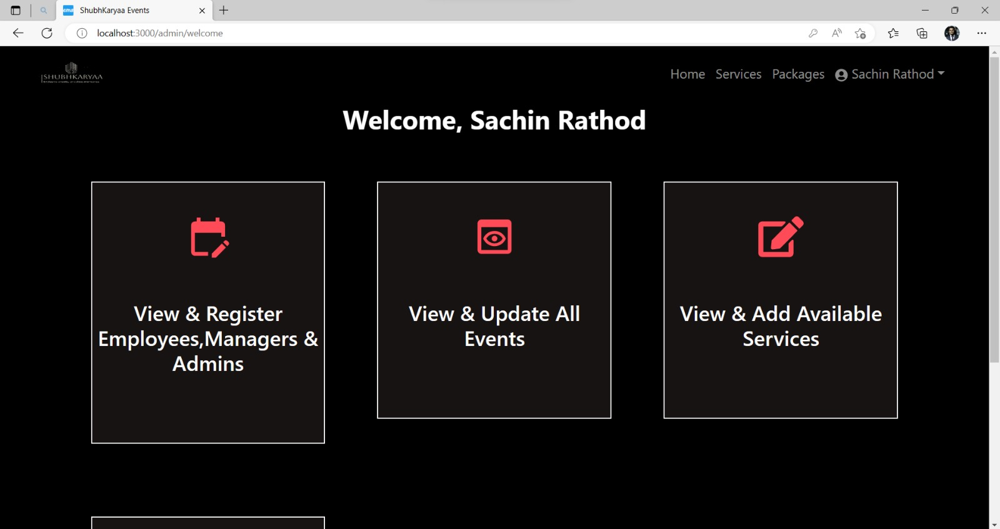 ema
ShubhKaryaa Events
localhost:3000/admin/welcome
SHUBHKARYAA
Home Services Packages Sachin Rathod
Welcome, Sachin Rathod
View & Register
Employees,Managers &
Admins
View & Update All
Events
View & Add Available
Services